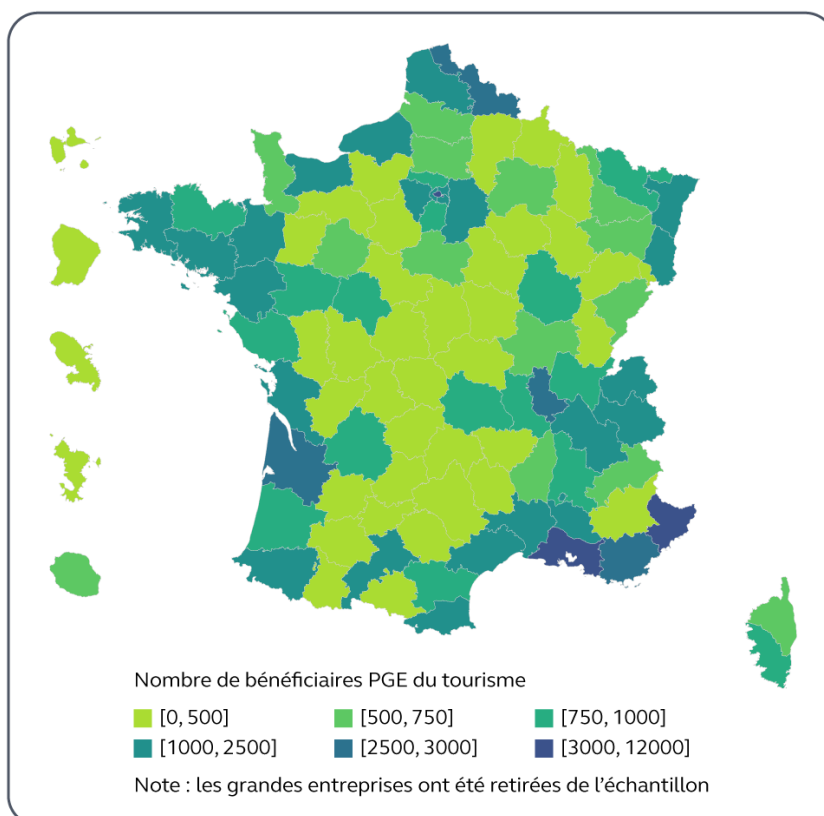 Nombre de bénéficiaires PGE du tourisme
[0, 500] [500, 750] [750, 1000]
[1000, 2500] [2500, 3000] [3000, 12000]
Note : les grandes entreprises ont été retirées de l’échantillon